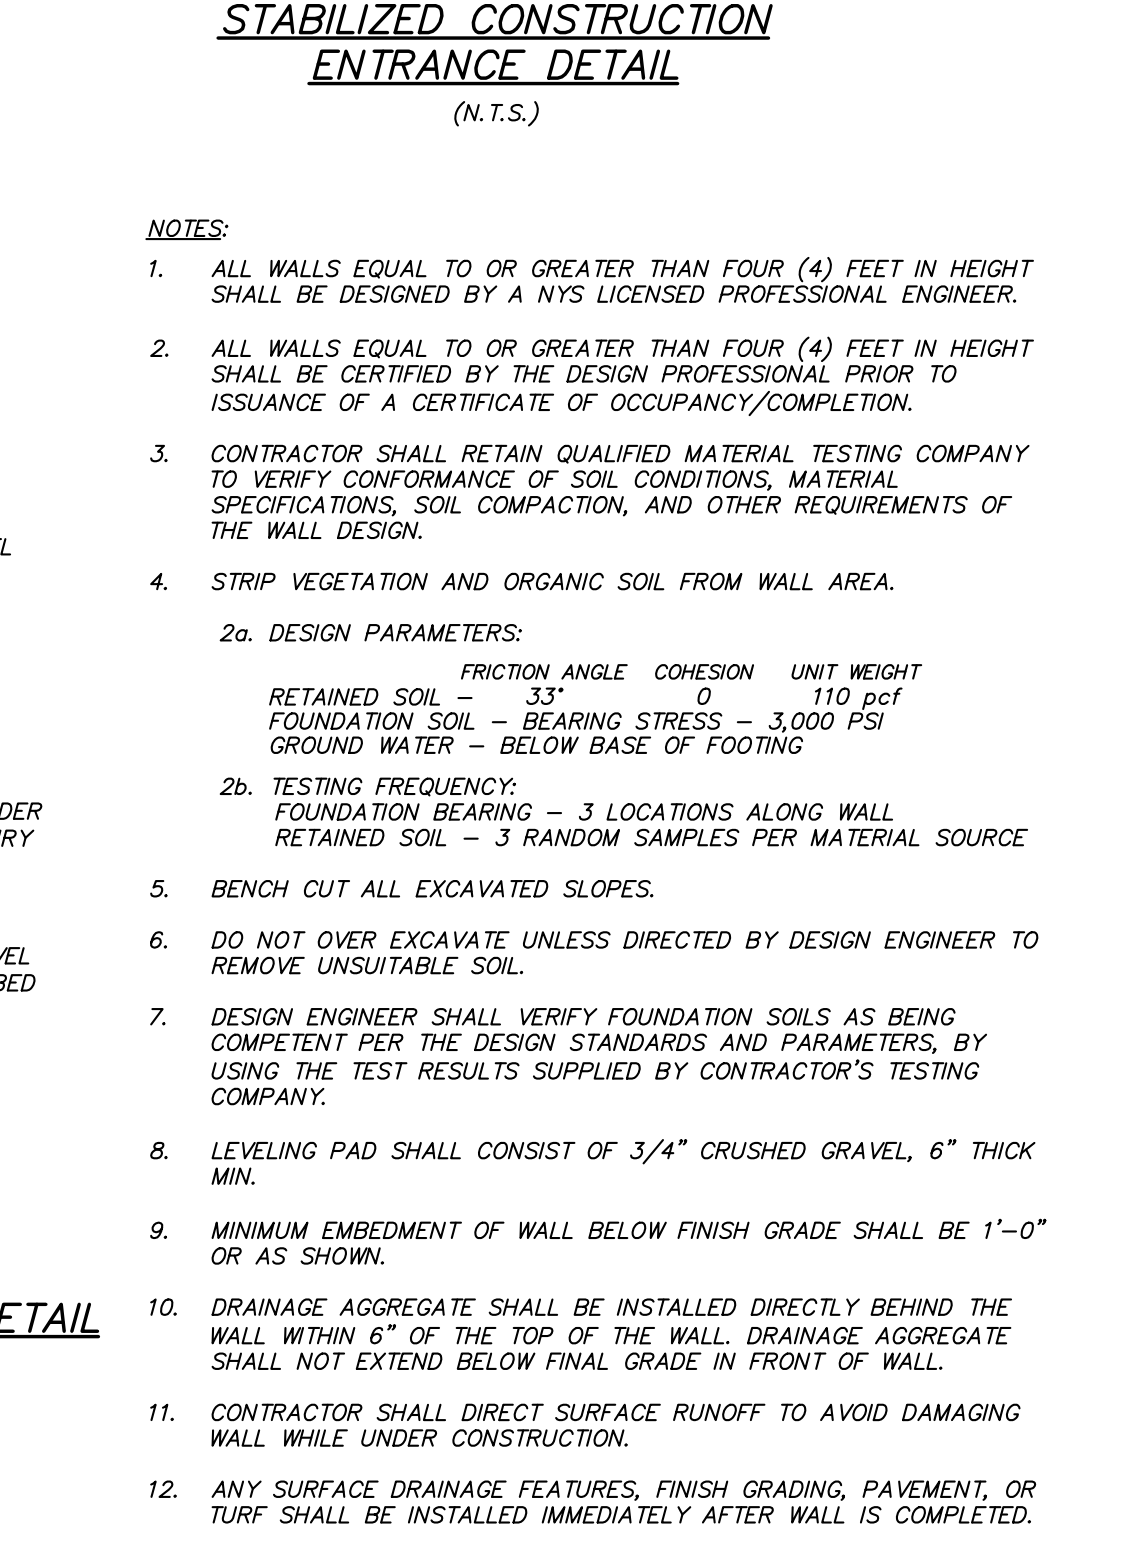 STABILIZED CONSTRUCTION
ENTRANCE DETAIL
(N.T.S.)
NOTES:
1. ALL WALLS EQUAL TO OR GREATER THAN FOUR (4) FEET IN HEIGHT
SHALL BE DESIGNED BY A NYS LICENSED PROFESSIONAL ENGINEER.
2. ALL WALLS EQUAL TO OR GREATER THAN FOUR (4) FEET IN HEIGHT
SHALL BE CERTIFIED BY THE DESIGN PROFESSIONAL PRIOR TO
ISSUANCE OF A CERTIFICATE OF OCCUPANCY/COMPLETION.
3. CONTRACTOR SHALL RETAIN QUALIFIED MATERIAL TESTING COMPANY
TO VERIFY CONFORMANCE OF SOIL CONDITIONS, MATERIAL
SPECIFICATIONS, SOIL COMPACTION, AND OTHER REQUIREMENTS OF
THE WALL DESIGN.
4. STRIP VEGETATION AND ORGANIC SOIL FROM WALL AREA.
2a. DESIGN PARAMETERS:
FRICTION ANGLE COHESION UNIT WEIGHT
RETAINED SOIL – 33° 0 110 pcf
FOUNDATION SOIL – BEARING STRESS – 3,000 PSI
GROUND WATER – BELOW BASE OF FOOTING
2b. TESTING FREQUENCY:
FOUNDATION BEARING – 3 LOCATIONS ALONG WALL
RETAINED SOIL – 3 RANDOM SAMPLES PER MATERIAL SOURCE
5. BENCH CUT ALL EXCAVATED SLOPES.
6. DO NOT OVER EXCAVATE UNLESS DIRECTED BY DESIGN ENGINEER TO
REMOVE UNSUITABLE SOIL.
7. DESIGN ENGINEER SHALL VERIFY FOUNDATION SOILS AS BEING
COMPETENT PER THE DESIGN STANDARDS AND PARAMETERS, BY
USING THE TEST RESULTS SUPPLIED BY CONTRACTOR'S TESTING
COMPANY.
8. LEVELING PAD SHALL CONSIST OF 3/4" CRUSHED GRAVEL, 6" THICK
MIN.
9. MINIMUM EMBEDMENT OF WALL BELOW FINISH GRADE SHALL BE 1'–0"
OR AS SHOWN.
10. DRAINAGE AGGREGATE SHALL BE INSTALLED DIRECTLY BEHIND THE
WALL WITHIN 6" OF THE TOP OF THE WALL. DRAINAGE AGGREGATE
SHALL NOT EXTEND BELOW FINAL GRADE IN FRONT OF WALL.
11. CONTRACTOR SHALL DIRECT SURFACE RUNOFF TO AVOID DAMAGING
WALL WHILE UNDER CONSTRUCTION.
12. ANY SURFACE DRAINAGE FEATURES, FINISH GRADING, PAVEMENT, OR
TURF SHALL BE INSTALLED IMMEDIATELY AFTER WALL IS COMPLETED.